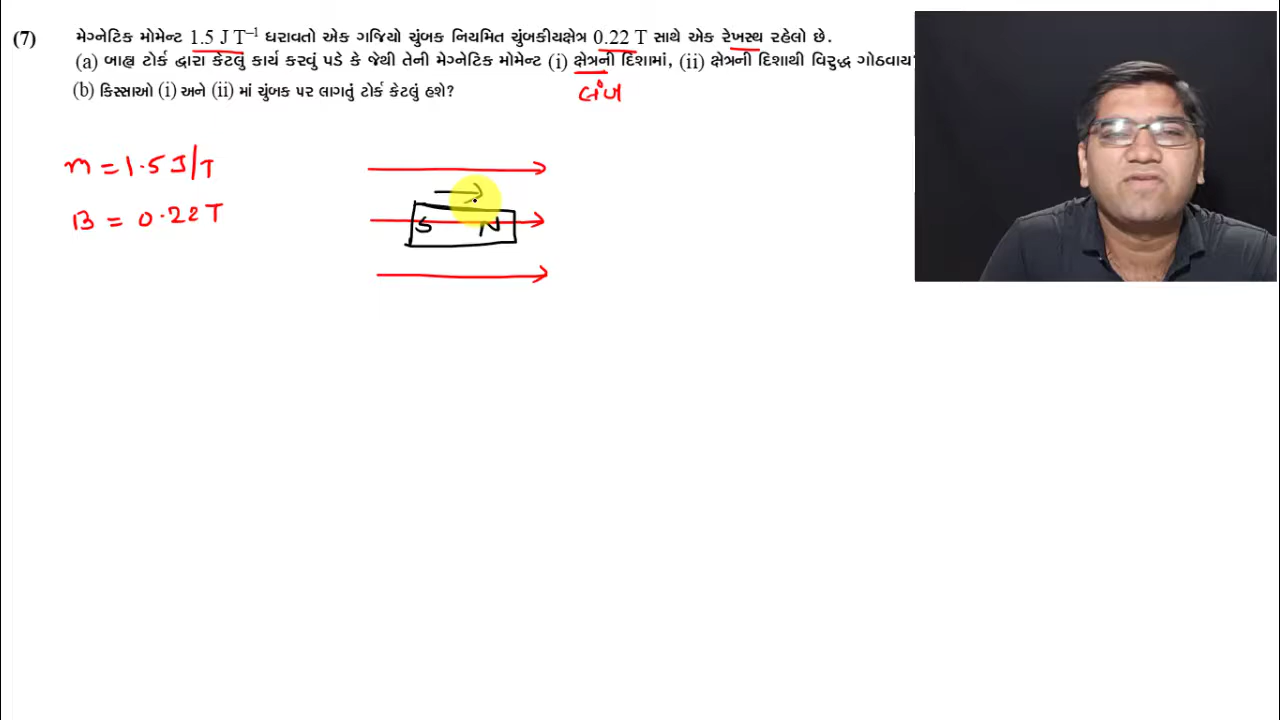 (7) મેગ્નેટિક મોમેન્ટ 1.5 J T⁻¹ ધરાવતો એક ગજિયો ચુંબક નિયમિત ચુંબકીયક્ષેત્ર 0.22 T સાથે એક રેખસ્થ રહેલો છે.
(a) બાહ્ય ટોર્ક દ્વારા કેટલું કાર્ય કરવું પડે કે જેથી તેની મેગ્નેટિક મોમેન્ટ (i) ક્ષેત્રની દિશામાં, (ii) ક્ષેત્રની દિશાથી વિરુદ્ધ ગોઠવાય
(b) કિસ્સાઓ (i) અને (ii) માં ચુંબક પર લાગતું ટોર્ક કેટલું હશે?
લંબ
m = 1.5 J/T
B = 0.22 T
S N